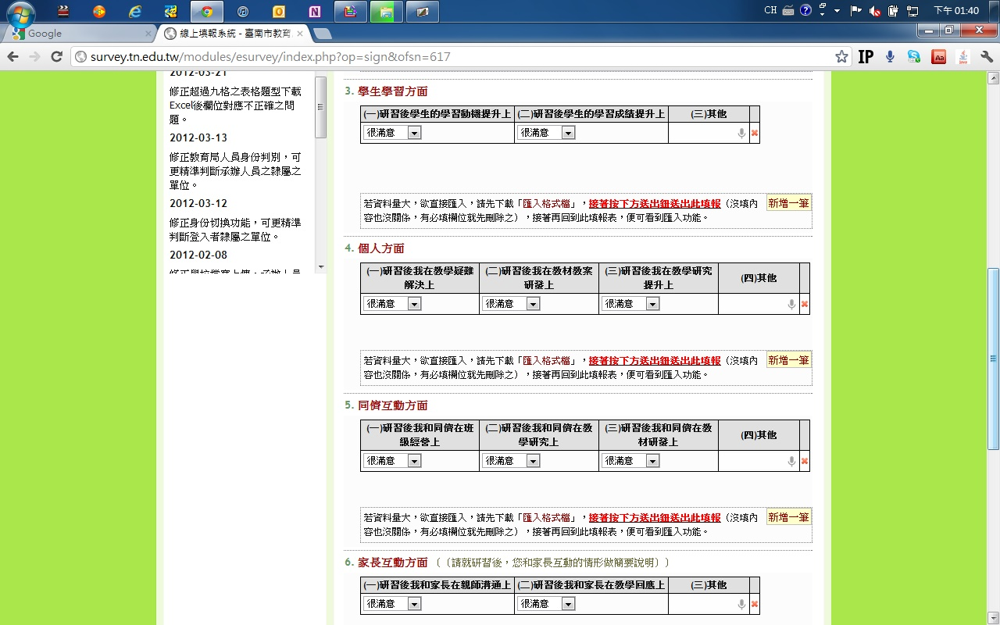 CH
下午 01:40
Google
線上填報系統 - 臺南市教育
survey.tn.edu.tw/modules/esurvey/index.php?op=sign&ofsn=617
IP
2012-03-21
修正超過九格之表格題型下載
Excel後欄位對應不正確之問
題。
2012-03-13
修正教育局人員身份判別，可
更精準判斷承辦人員之隸屬之
單位。
2012-03-12
修正身份切換功能，可更精準
判斷登入者隸屬之單位。
2012-02-08
3. 學生學習方面
(一)研習後學生的學習動機提升上 (二)研習後學生的學習成績提升上 (三)其他
很滿意 很滿意
若資料量大，欲直接匯入，請先下載「匯入格式檔」，接著按下方送出鈕送出此填報（沒填內 新增一筆
容也沒關係，有必填欄位就先刪除之），接著再回到此填報表，便可看到匯入功能。
4. 個人方面
(一)研習後我在教學疑難 (二)研習後我在教材教案 (三)研習後我在教學研究 (四)其他
解決上 研發上 提升上
很滿意 很滿意 很滿意
若資料量大，欲直接匯入，請先下載「匯入格式檔」，接著按下方送出鈕送出此填報（沒填內 新增一筆
容也沒關係，有必填欄位就先刪除之），接著再回到此填報表，便可看到匯入功能。
5. 同儕互動方面
(一)研習後我和同儕在班 (二)研習後我和同儕在教 (三)研習後我和同儕在教 (四)其他
級經營上 學研究上 材研發上
很滿意 很滿意 很滿意
若資料量大，欲直接匯入，請先下載「匯入格式檔」，接著按下方送出鈕送出此填報（沒填內 新增一筆
容也沒關係，有必填欄位就先刪除之），接著再回到此填報表，便可看到匯入功能。
6. 家長互動方面 （（請就研習後，您和家長互動的情形做簡要說明））
(一)研習後我和家長在親師溝通上 (二)研習後我和家長在教學回應上 (三)其他
很滿意 很滿意